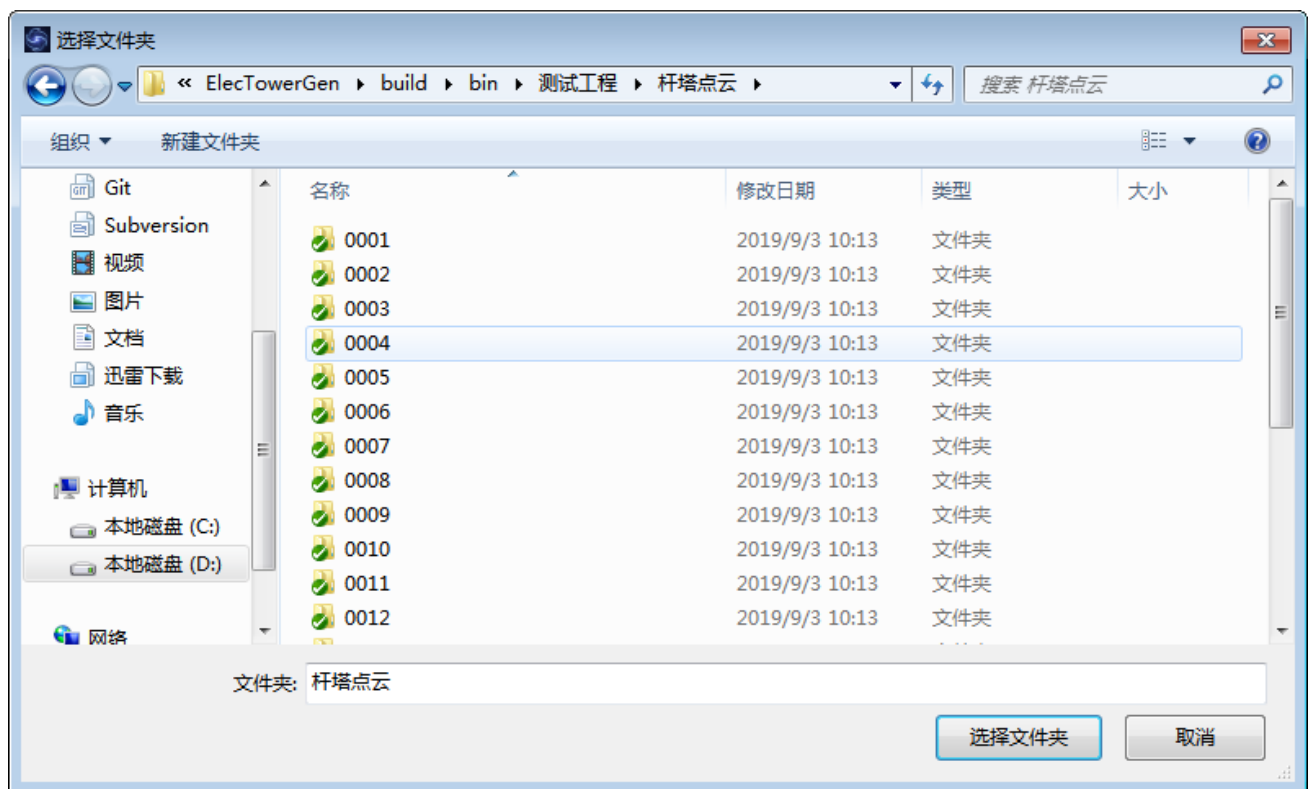 选择文件夹
« ElecTowerGen ▸ build ▸ bin ▸ 测试工程 ▸ 杆塔点云 ▸ 搜索 杆塔点云
组织 新建文件夹
Git
Subversion
视频
图片
文档
迅雷下载
音乐
计算机
本地磁盘 (C:)
本地磁盘 (D:)
网络
名称 修改日期 类型 大小
0001 2019/9/3 10:13 文件夹
0002 2019/9/3 10:13 文件夹
0003 2019/9/3 10:13 文件夹
0004 2019/9/3 10:13 文件夹
0005 2019/9/3 10:13 文件夹
0006 2019/9/3 10:13 文件夹
0007 2019/9/3 10:13 文件夹
0008 2019/9/3 10:13 文件夹
0009 2019/9/3 10:13 文件夹
0010 2019/9/3 10:13 文件夹
0011 2019/9/3 10:13 文件夹
0012 2019/9/3 10:13 文件夹
文件夹: 杆塔点云
选择文件夹 取消